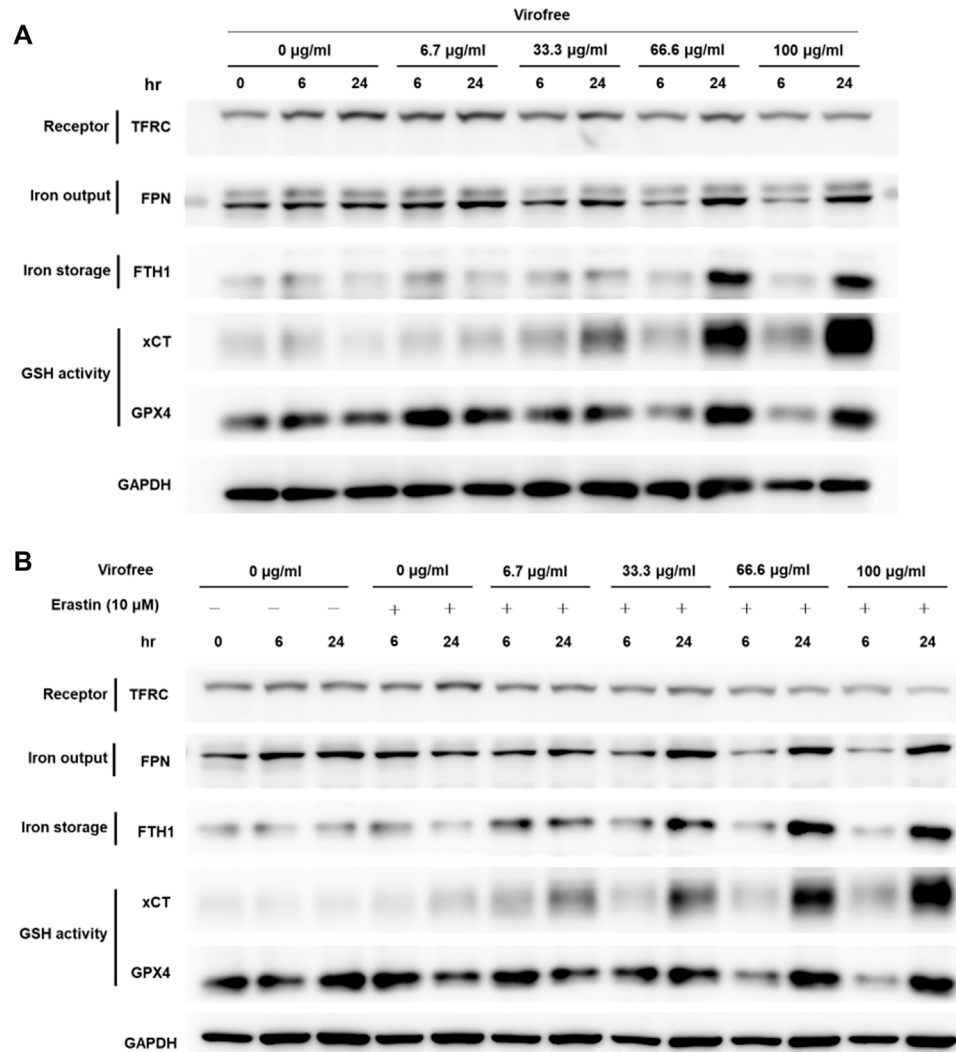 A
Virofree
0 µg/ml 6.7 µg/ml 33.3 µg/ml 66.6 µg/ml 100 µg/ml
hr 0 6 24 6 24 6 24 6 24 6 24
Receptor TFRC
Iron output FPN
Iron storage FTH1
xCT
GSH activity
GPX4
GAPDH
B
Virofree 0 µg/ml 0 µg/ml 6.7 µg/ml 33.3 µg/ml 66.6 µg/ml 100 µg/ml
Erastin (10 µM) − − − + + + + + + + + + +
hr 0 6 24 6 24 6 24 6 24 6 24 6 24
Receptor TFRC
Iron output FPN
Iron storage FTH1
xCT
GSH activity
GPX4
GAPDH